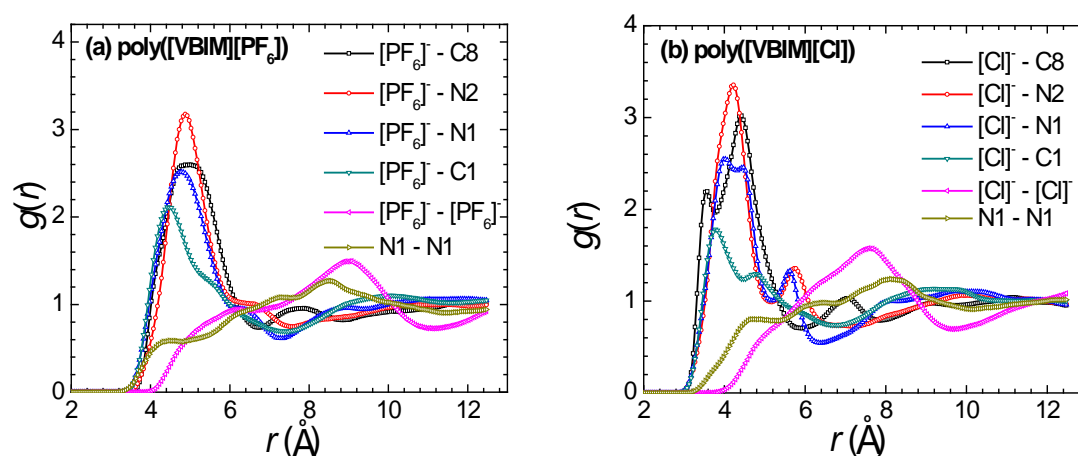 (a) poly([VBIM][PF₆])
[PF₆]⁻ - C8
[PF₆]⁻ - N2
[PF₆]⁻ - N1
[PF₆]⁻ - C1
[PF₆]⁻ - [PF₆]⁻
N1 - N1
g(r)
4
3
2
1
0
2 4 6 8 10 12
r (Å)
(b) poly([VBIM][Cl])
[Cl]⁻ - C8
[Cl]⁻ - N2
[Cl]⁻ - N1
[Cl]⁻ - C1
[Cl]⁻ - [Cl]⁻
N1 - N1
g(r)
4
3
2
1
0
2 4 6 8 10 12
r (Å)